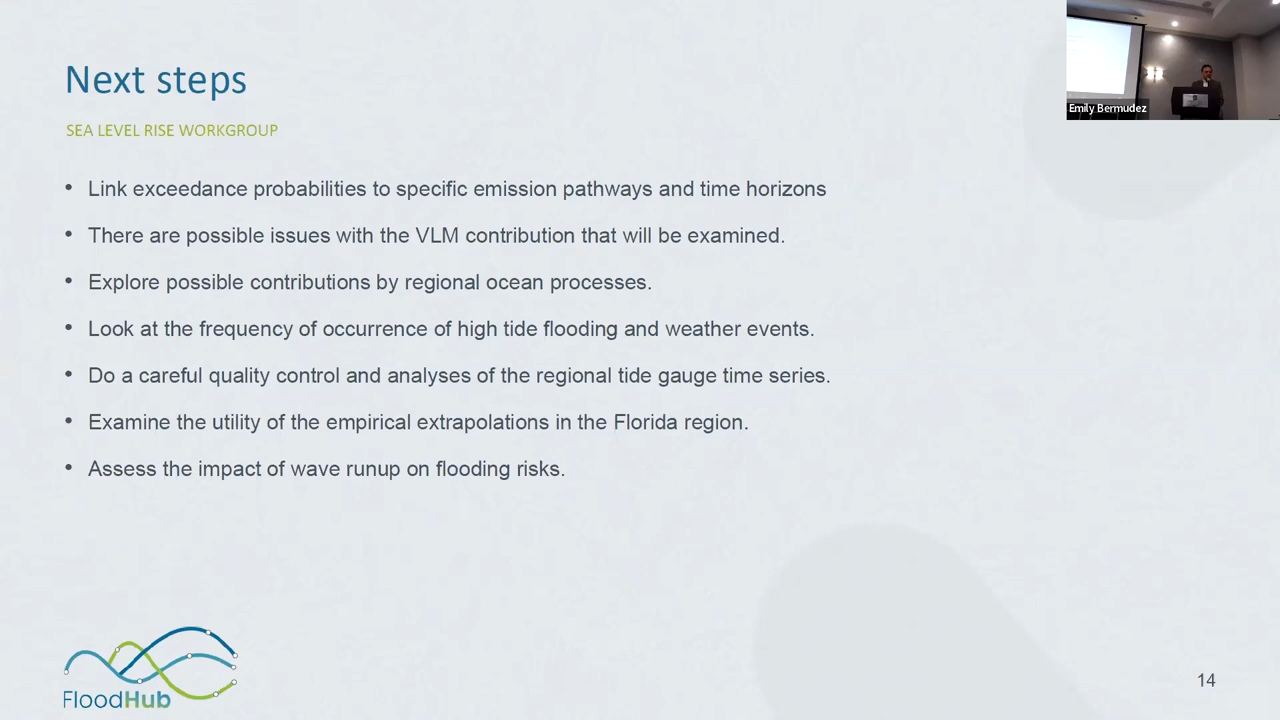 Next steps
SEA LEVEL RISE WORKGROUP
• Link exceedance probabilities to specific emission pathways and time horizons
• There are possible issues with the VLM contribution that will be examined.
• Explore possible contributions by regional ocean processes.
• Look at the frequency of occurrence of high tide flooding and weather events.
• Do a careful quality control and analyses of the regional tide gauge time series.
• Examine the utility of the empirical extrapolations in the Florida region.
• Assess the impact of wave runup on flooding risks.
Emily Bermudez
FloodHub
14